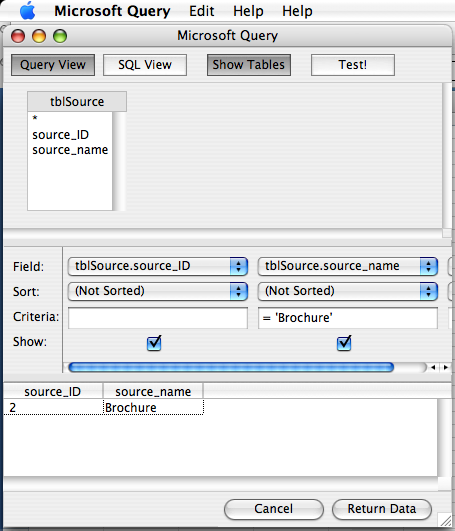 Microsoft Query Edit Help Help
Microsoft Query
Query View SQL View Show Tables Test!
tblSource
*
source_ID
source_name
Field: tblSource.source_ID tblSource.source_name
Sort: (Not Sorted) (Not Sorted)
Criteria: = 'Brochure'
Show:
source_ID source_name
2 Brochure
Cancel Return Data